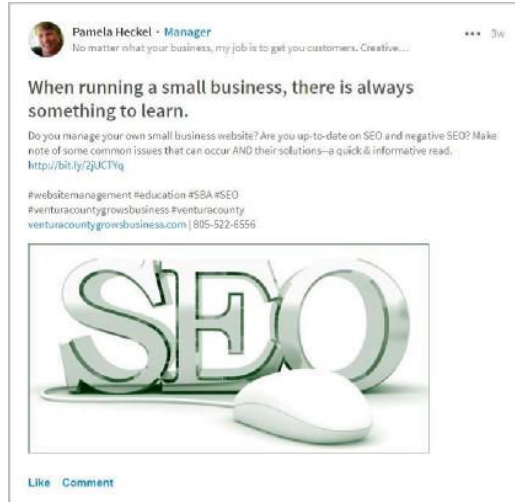 Pamela Heckel · Manager
No matter what your business, my job is to get you customers. Creative...
••• 3w
When running a small business, there is always
something to learn.
Do you manage your own small business website? Are you up-to-date on SEO and negative SEO? Make
note of some common issues that can occur AND their solutions--a quick & informative read.
http://bit.ly/2jUCTYq
#websitemanagement #education #SBA #SEO
#venturacountygrowsbusiness #venturacounty
venturacountygrowsbusiness.com | 805-522-6556
SEO
Like Comment